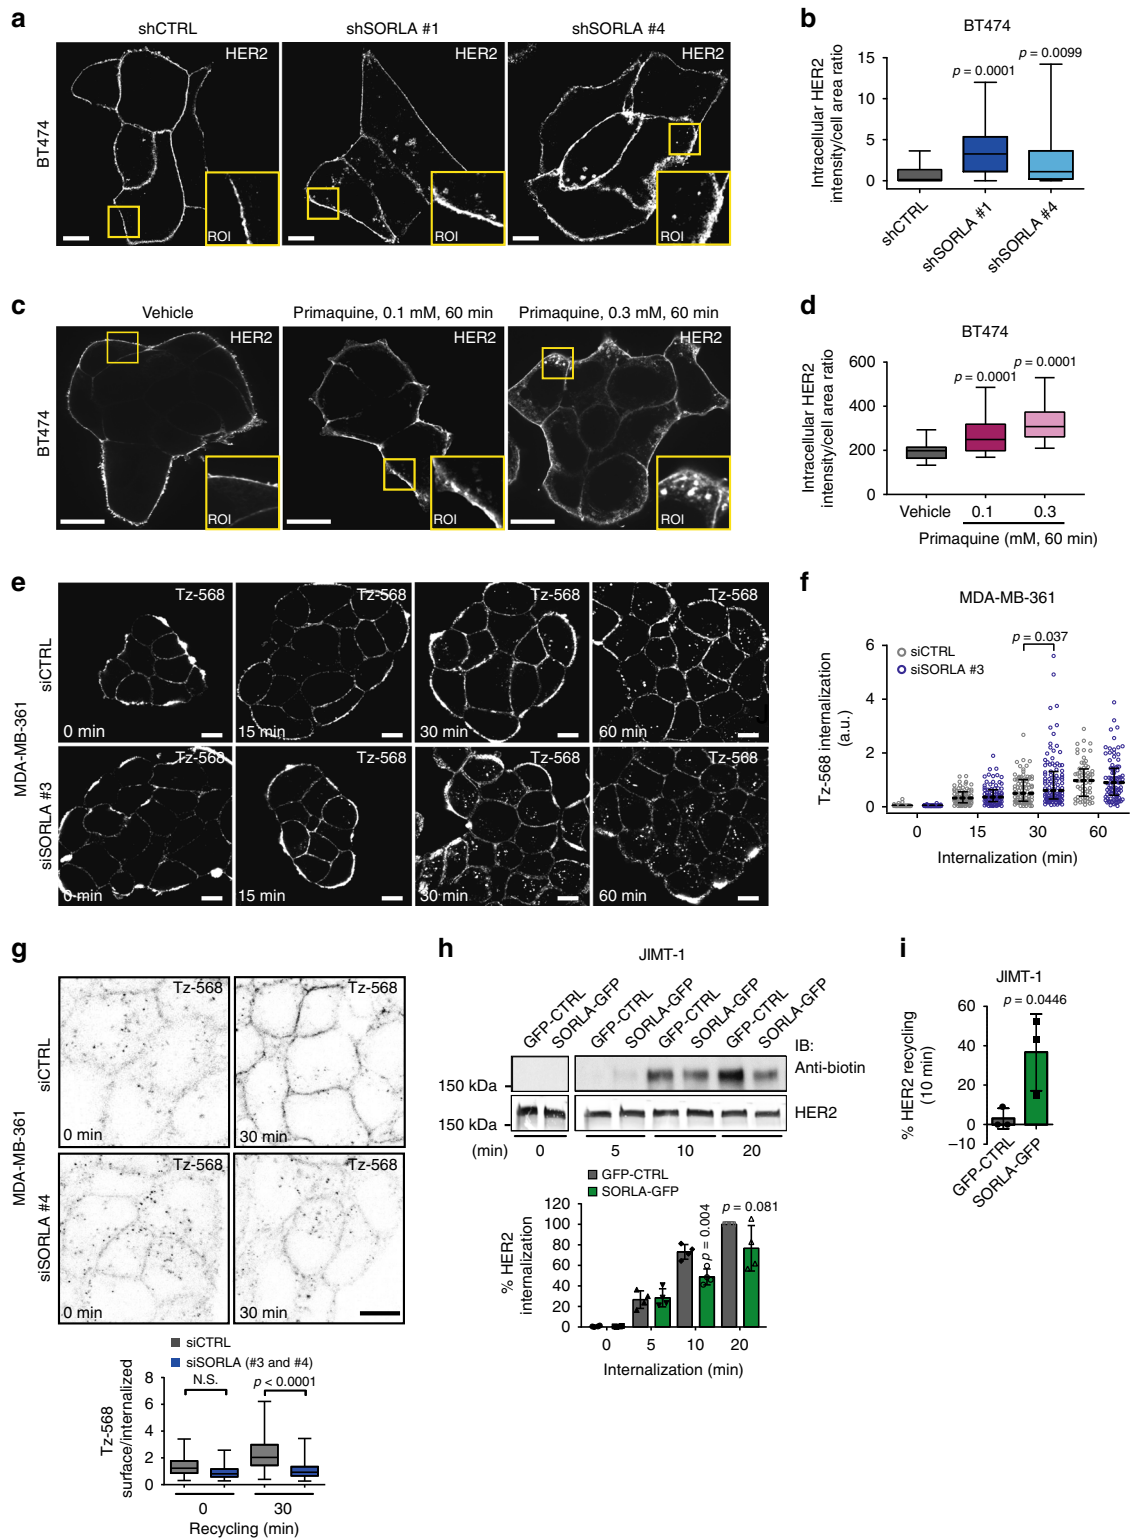 a
shCTRL
shSORLA #1
shSORLA #4
BT474
HER2
HER2
HER2
ROI
ROI
ROI
b
BT474
Intracellular HER2
intensity/cell area ratio
15
10
5
0
p = 0.0001
p = 0.0099
shCTRL
shSORLA #1
shSORLA #4
c
Vehicle
Primaquine, 0.1 mM, 60 min
Primaquine, 0.3 mM, 60 min
BT474
HER2
HER2
HER2
ROI
ROI
ROI
d
BT474
Intracellular HER2
intensity/cell area ratio
600
400
200
0
p = 0.0001
p = 0.0001
Vehicle
0.1
0.3
Primaquine (mM, 60 min)
e
MDA-MB-361
siCTRL
Tz-568
Tz-568
Tz-568
Tz-568
0 min
15 min
30 min
60 min
siSORLA #3
Tz-568
Tz-568
Tz-568
Tz-568
0 min
15 min
30 min
60 min
f
MDA-MB-361
Tz-568 internalization
(a.u.)
6
4
2
0
siCTRL
siSORLA #3
p = 0.037
0
15
30
60
Internalization (min)
g
MDA-MB-361
siCTRL
Tz-568
Tz-568
0 min
30 min
siSORLA #4
Tz-568
Tz-568
0 min
30 min
siCTRL
siSORLA (#3 and #4)
Tz-568
surface/internalized
8
6
4
2
0
N.S.
p < 0.0001
0
30
Recycling (min)
h
JIMT-1
GFP-CTRL
SORLA-GFP
GFP-CTRL
SORLA-GFP
GFP-CTRL
SORLA-GFP
GFP-CTRL
SORLA-GFP
IB:
Anti-biotin
150 kDa
HER2
150 kDa
(min)
0
5
10
20
GFP-CTRL
SORLA-GFP
% HER2
internalization
120
100
80
60
40
20
0
p = 0.004
p = 0.081
0
5
10
20
Internalization (min)
i
JIMT-1
% HER2 recycling
(10 min)
60
40
20
0
−10
p = 0.0446
GFP-CTRL
SORLA-GFP